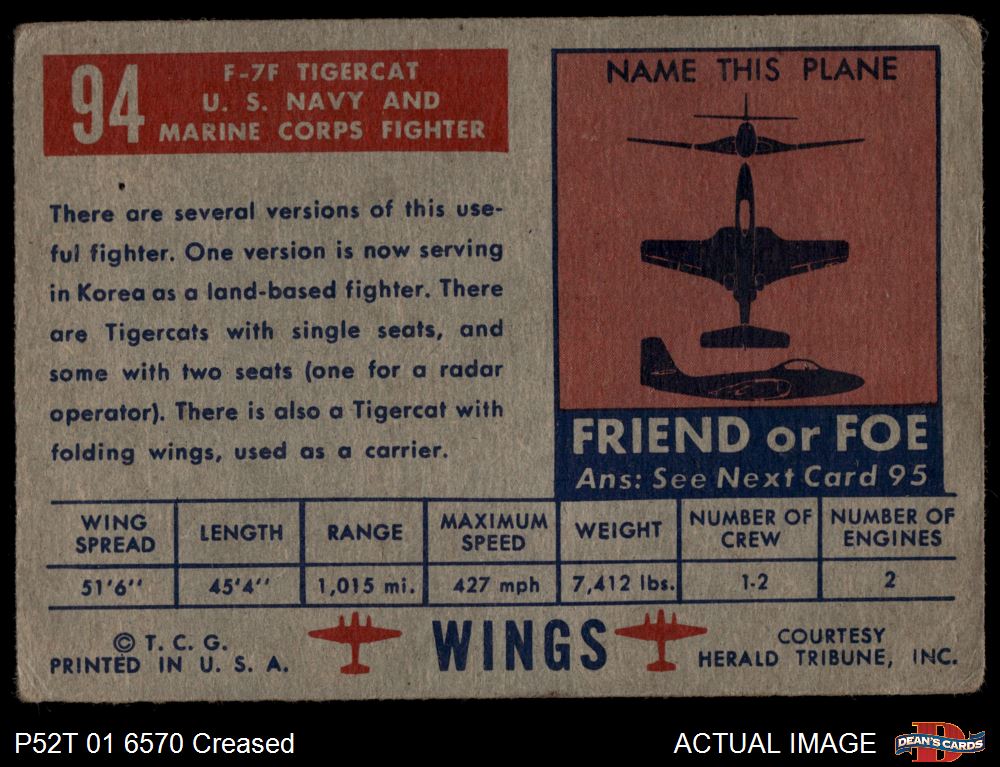 94
F-7F TIGERCAT
U. S. NAVY AND
MARINE CORPS FIGHTER
There are several versions of this use-
ful fighter. One version is now serving
in Korea as a land-based fighter. There
are Tigercats with single seats, and
some with two seats (one for a radar
operator). There is also a Tigercat with
folding wings, used as a carrier.
NAME THIS PLANE
FRIEND or FOE
Ans: See Next Card 95
WING SPREAD LENGTH RANGE MAXIMUM SPEED WEIGHT NUMBER OF CREW NUMBER OF ENGINES
51'6" 45'4" 1,015 mi. 427 mph 7,412 lbs. 1-2 2
© T. C. G.
PRINTED IN U. S. A.
WINGS
COURTESY
HERALD TRIBUNE, INC.
P52T 01 6570 Creased
ACTUAL IMAGE
D
DEAN'S CARDS